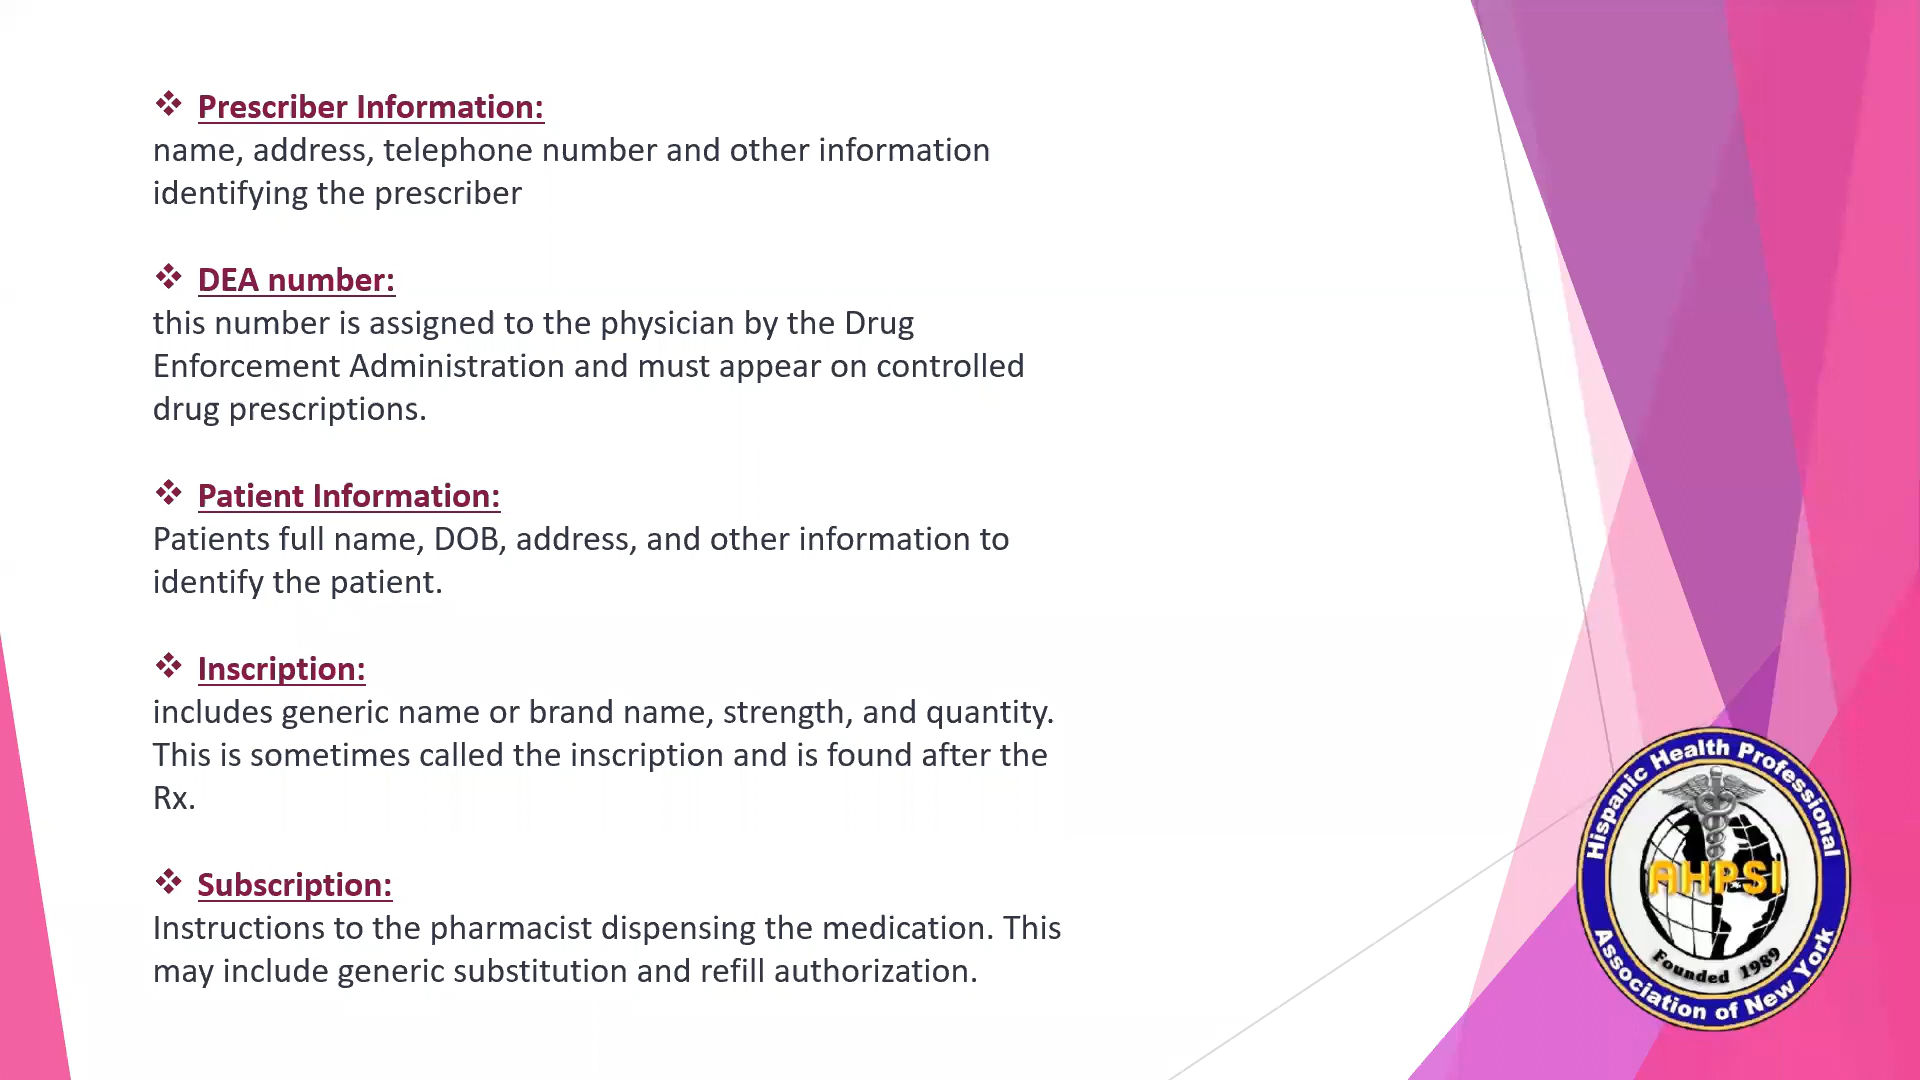 ❖ Prescriber Information:
name, address, telephone number and other information
identifying the prescriber
❖ DEA number:
this number is assigned to the physician by the Drug
Enforcement Administration and must appear on controlled
drug prescriptions.
❖ Patient Information:
Patients full name, DOB, address, and other information to
identify the patient.
❖ Inscription:
includes generic name or brand name, strength, and quantity.
This is sometimes called the inscription and is found after the
Rx.
❖ Subscription:
Instructions to the pharmacist dispensing the medication. This
may include generic substitution and refill authorization.
Hispanic Health Professional
AHPSI
Founded 1989
Association of New York